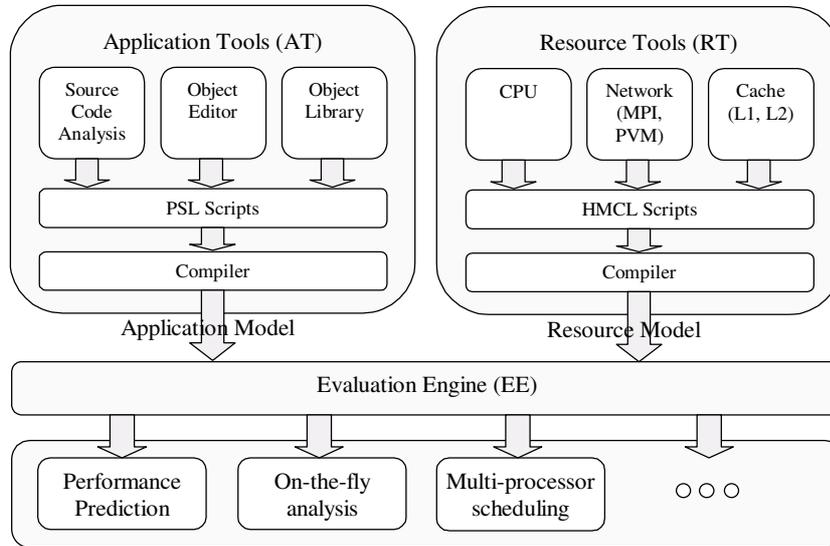 Application Tools (AT)
Source
Code
Analysis
Object
Editor
Object
Library
PSL Scripts
Compiler
Application Model
Resource Tools (RT)
CPU
Network
(MPI,
PVM)
Cache
(L1, L2)
HMCL Scripts
Compiler
Resource Model
Evaluation Engine (EE)
Performance
Prediction
On-the-fly
analysis
Multi-processor
scheduling